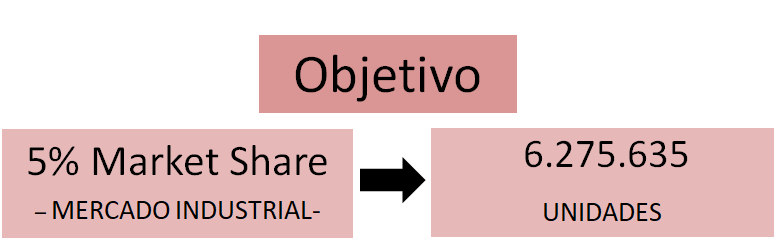 Objetivo
5% Market Share
– MERCADO INDUSTRIAL-
6.275.635
UNIDADES